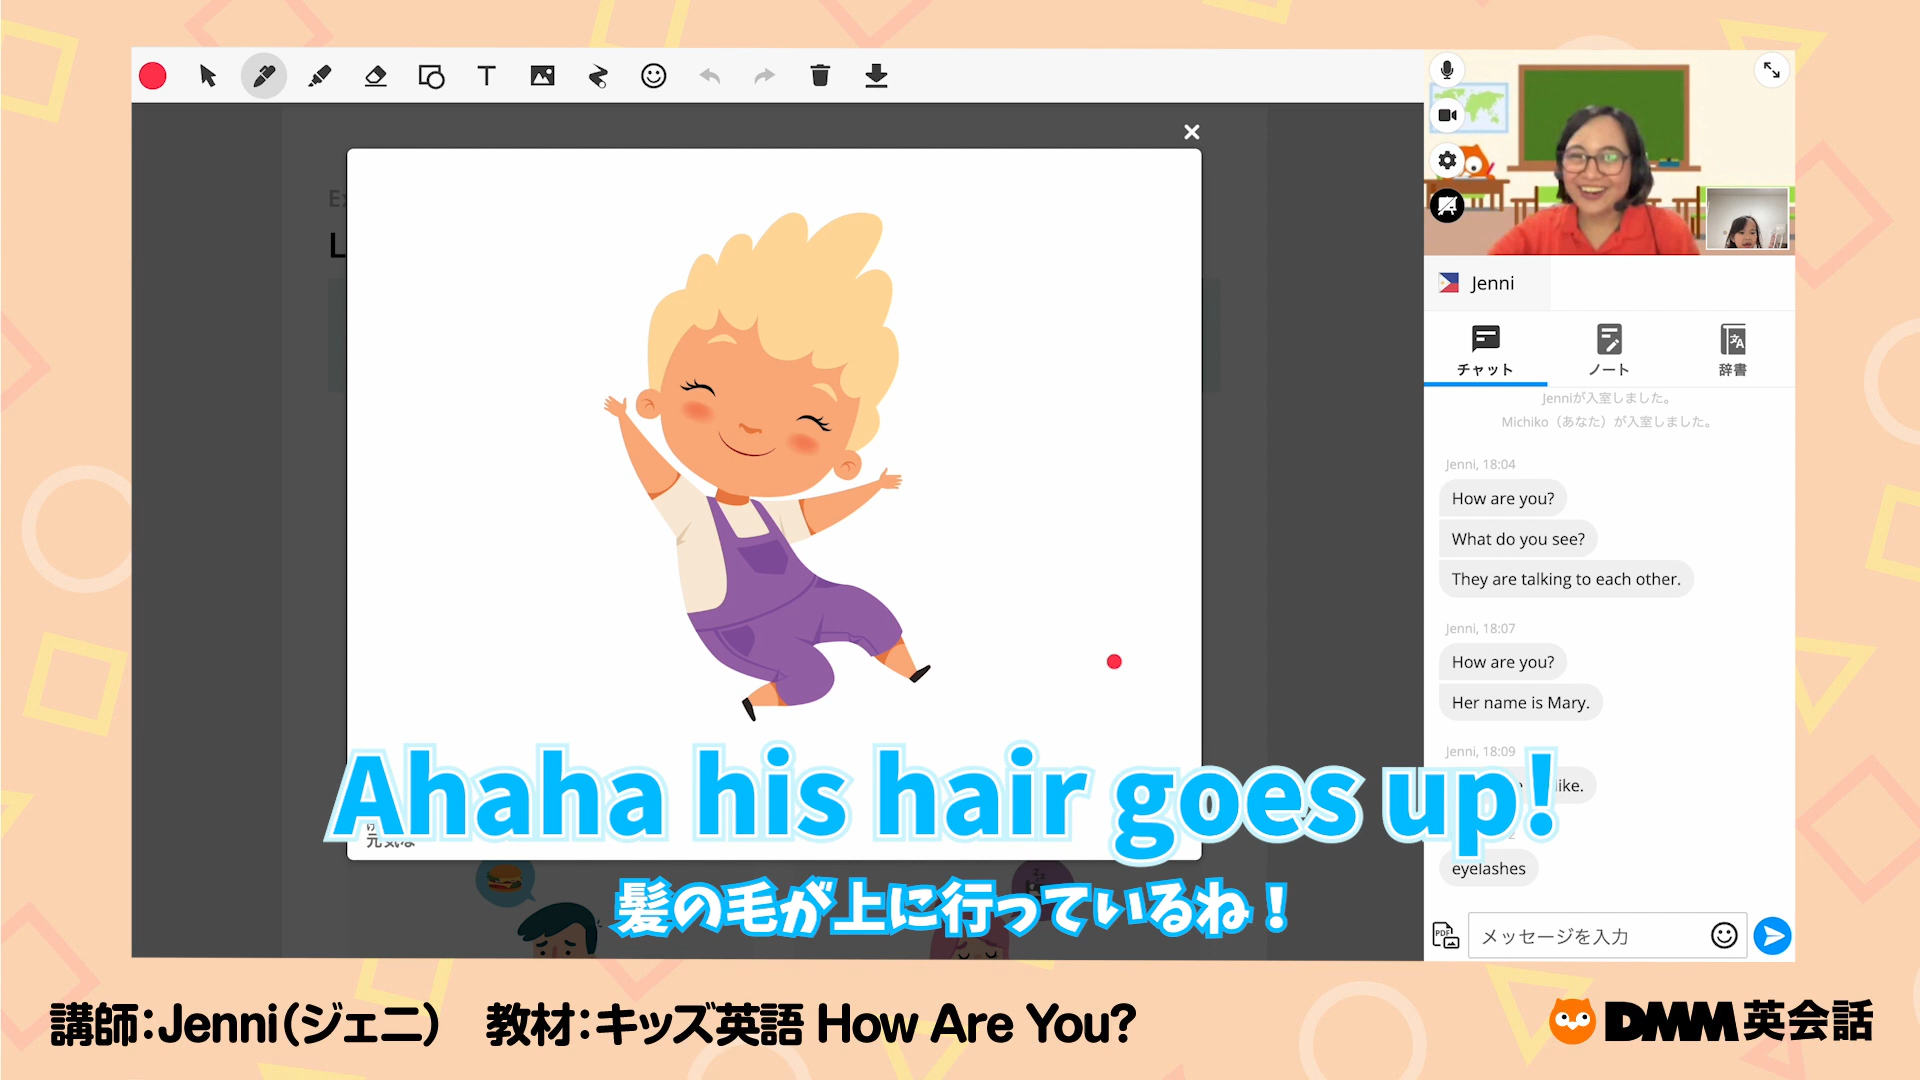 Jenni
チャット
ノート
辞書
Jenniが入室しました。
Michiko（あなた）が入室しました。
Jenni, 18:04
How are you?
What do you see?
They are talking to each other.
Jenni, 18:07
How are you?
Her name is Mary.
Jenni, 18:09
like.
eyelashes
メッセージを入力
PDF
Ahaha his hair goes up!
髪の毛が上に行っているね！
講師：Jenni（ジェニ）　教材：キッズ英語 How Are You?
DMM英会話